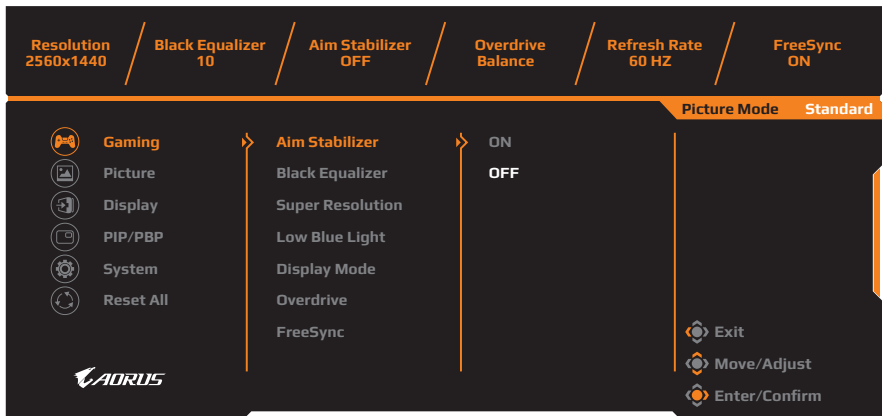 Resolution
2560x1440
Black Equalizer
10
Aim Stabilizer
OFF
Overdrive
Balance
Refresh Rate
60 HZ
FreeSync
ON
Picture Mode Standard
Gaming
Picture
Display
PIP/PBP
System
Reset All
Aim Stabilizer
Black Equalizer
Super Resolution
Low Blue Light
Display Mode
Overdrive
FreeSync
ON
OFF
Exit
Move/Adjust
Enter/Confirm
AORUS